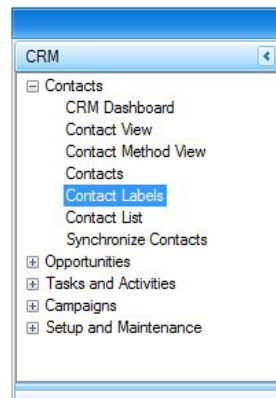 CRM
Contacts
CRM Dashboard
Contact View
Contact Method View
Contacts
Contact Labels
Contact List
Synchronize Contacts
Opportunities
Tasks and Activities
Campaigns
Setup and Maintenance